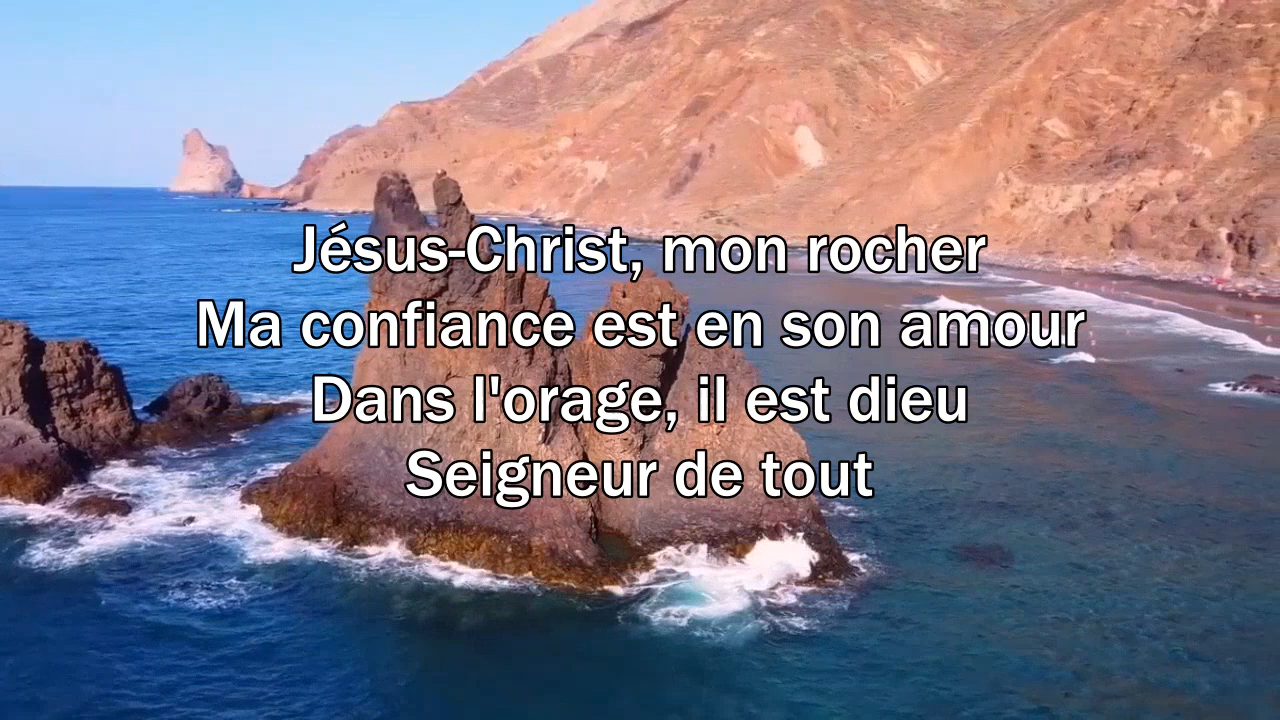 Jésus-Christ, mon rocher
Ma confiance est en son amour
Dans l'orage, il est dieu
Seigneur de tout